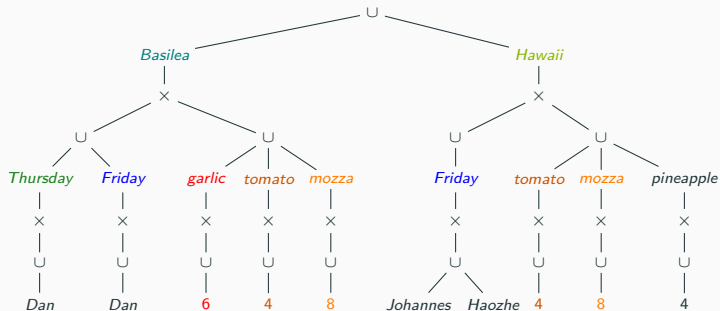 ∪
Basilea Hawaii
× ×
∪ ∪ ∪ ∪
Thursday Friday garlic tomato mozza Friday tomato mozza pineapple
× × × × × × × × ×
∪ ∪ ∪ ∪ ∪ ∪ ∪ ∪ ∪
Dan Dan 6 4 8 Johannes Haozhe 4 8 4